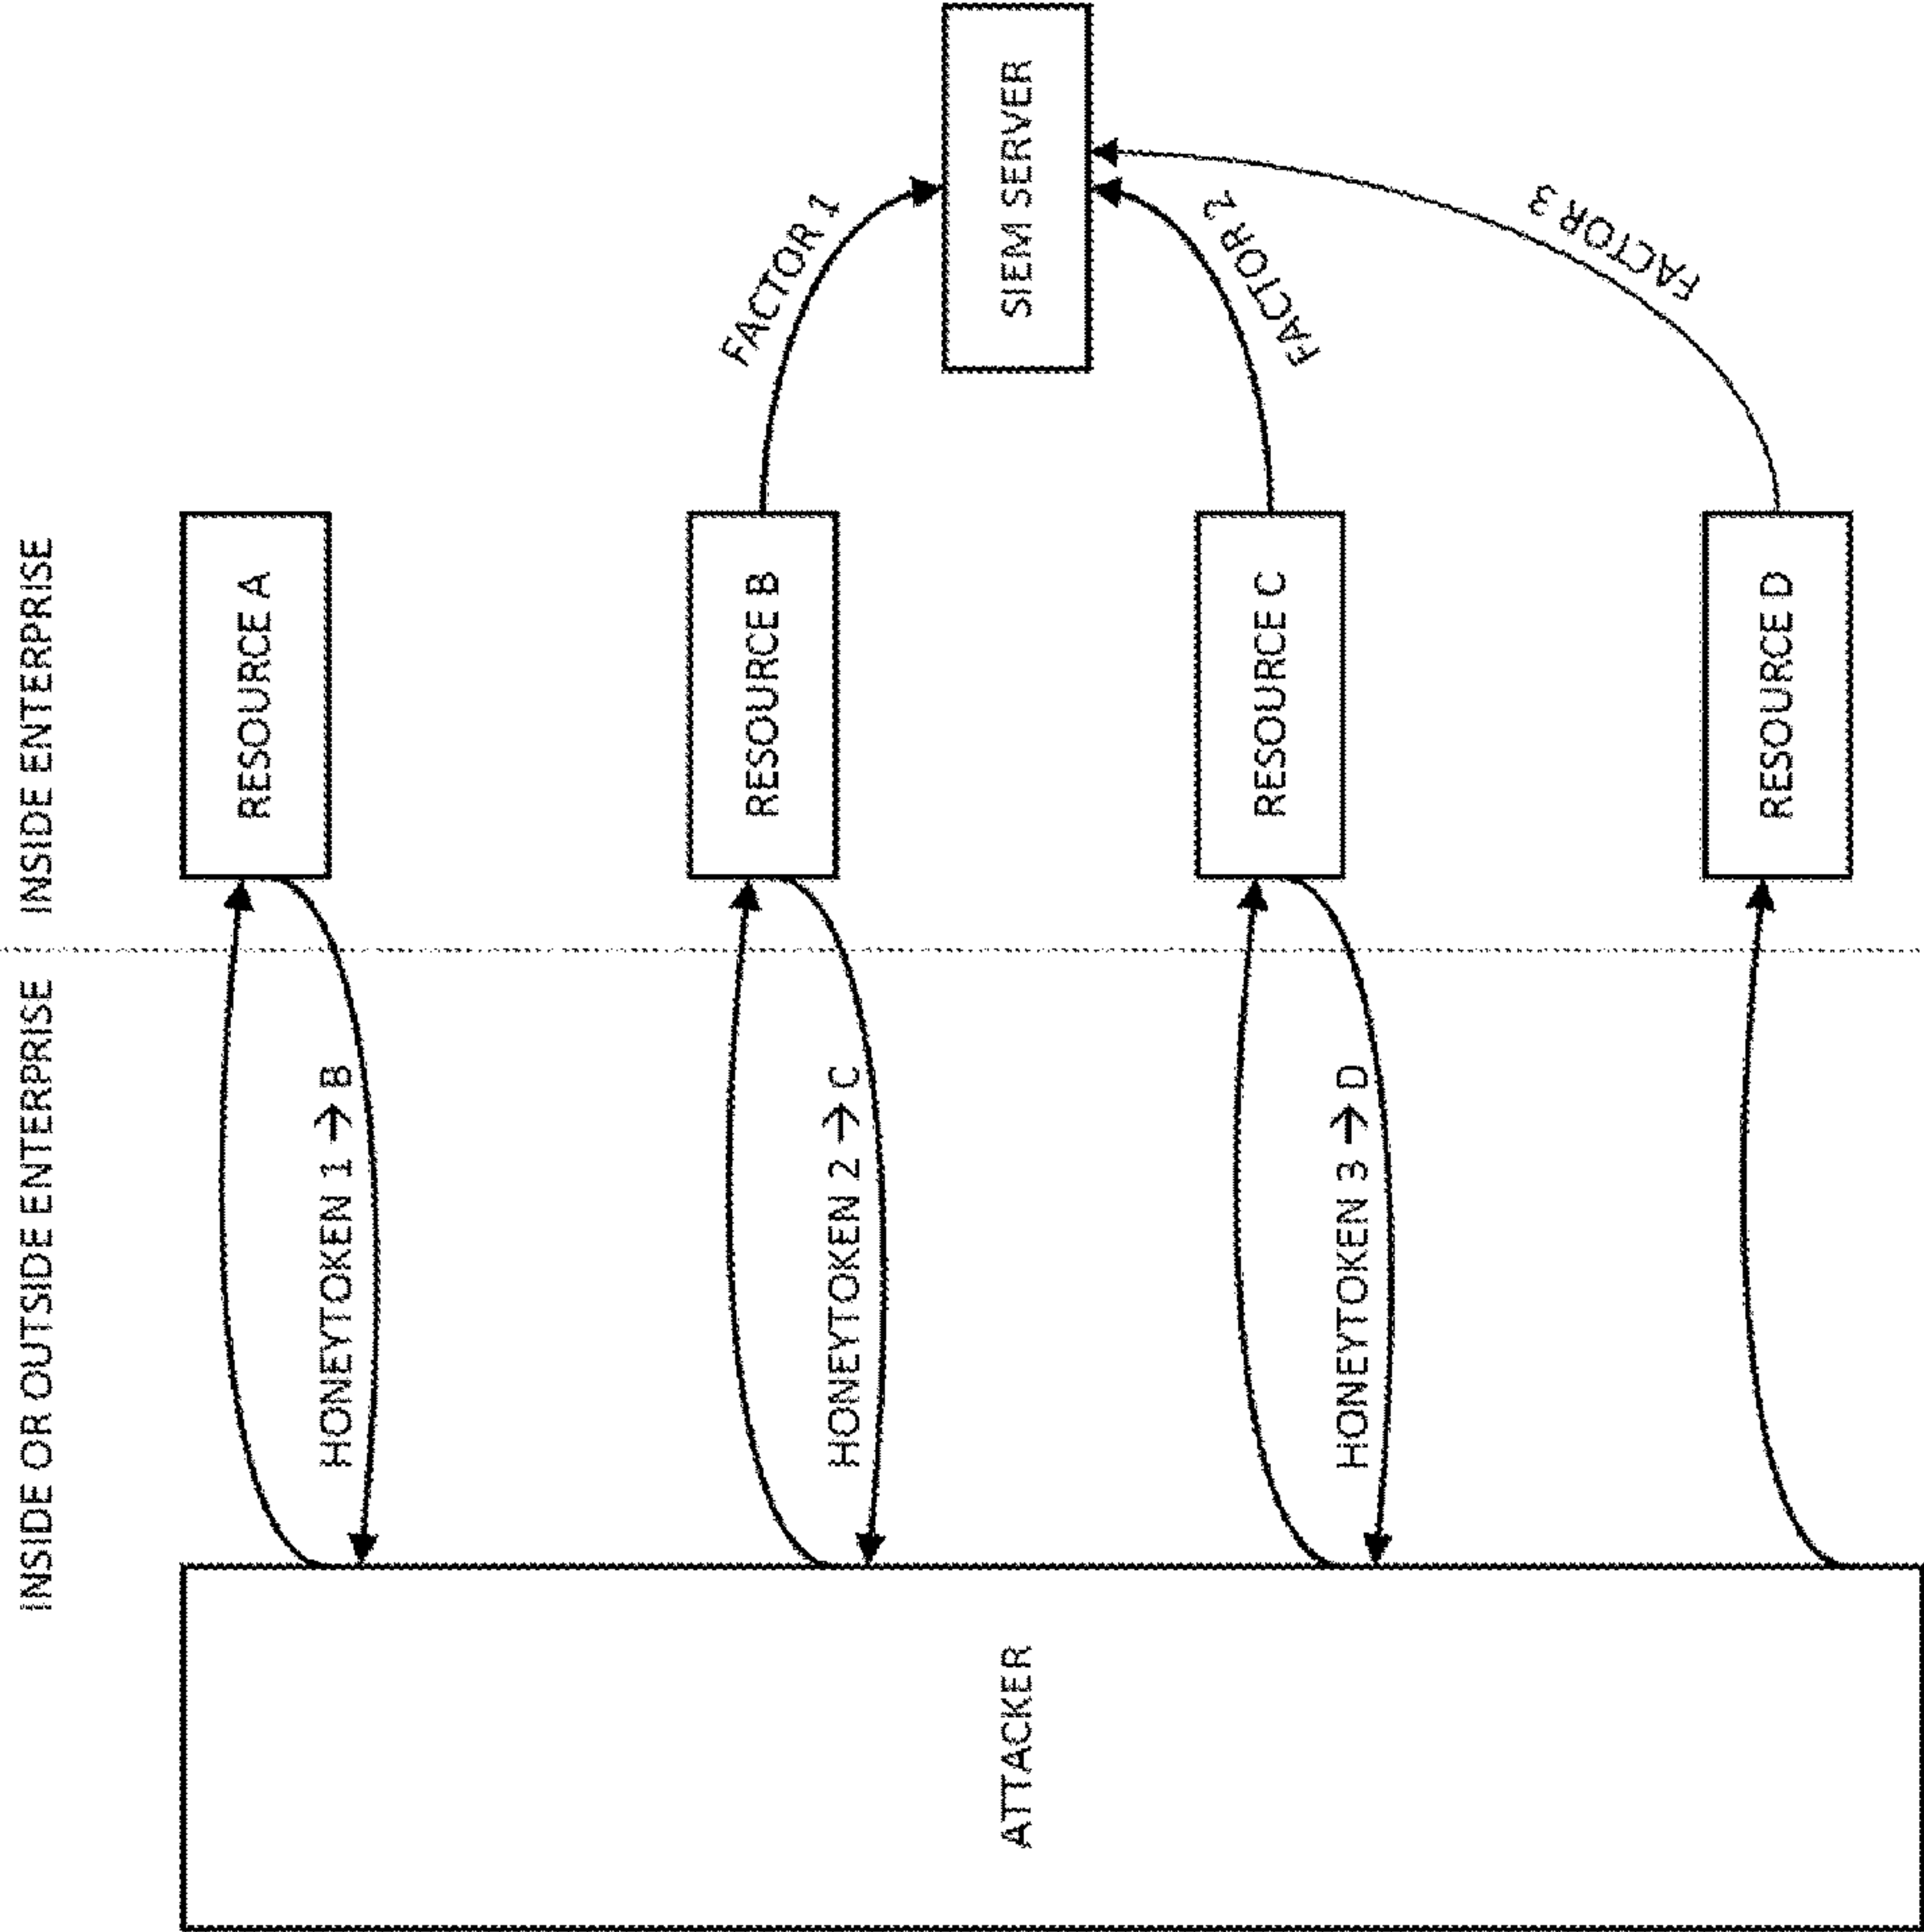 INSIDE OR OUTSIDE ENTERPRISE
INSIDE ENTERPRISE
ATTACKER
HONEYTOKEN 1 → B
RESOURCE A
HONEYTOKEN 2 → C
RESOURCE B
FACTOR 1
SIEM SERVER
HONEYTOKEN 3 → D
RESOURCE C
FACTOR 2
RESOURCE D
FACTOR 3